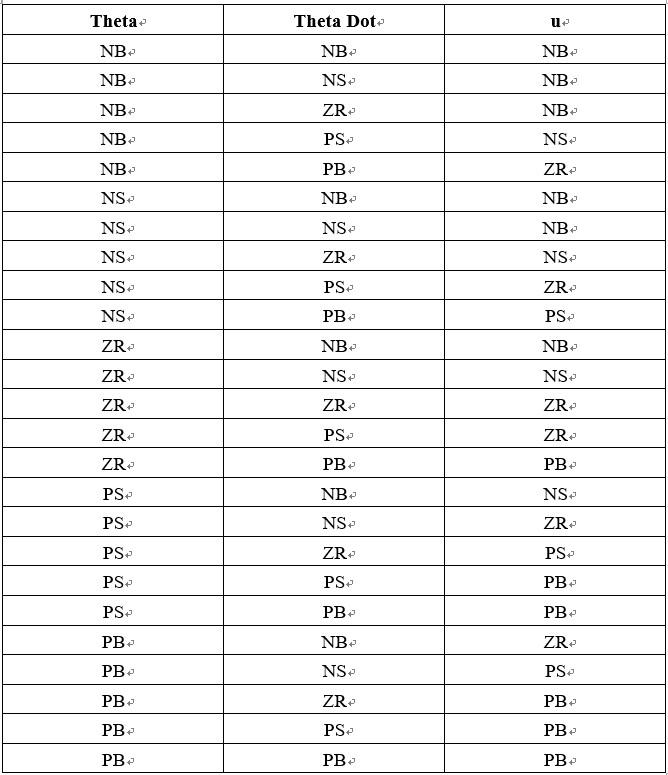 Theta Theta Dot u
NB NB NB
NB NS NB
NB ZR NB
NB PS NS
NB PB ZR
NS NB NB
NS NS NB
NS ZR NS
NS PS ZR
NS PB PS
ZR NB NB
ZR NS NS
ZR ZR ZR
ZR PS ZR
ZR PB PB
PS NB NS
PS NS ZR
PS ZR PS
PS PS PB
PS PB PB
PB NB ZR
PB NS PS
PB ZR PB
PB PS PB
PB PB PB